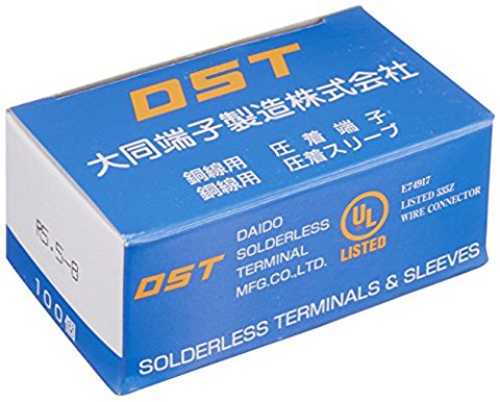 DST
大同端子製造株式会社
銅線用 圧着端子
銅線用 圧着スリーブ
R5.5-8
100個
DST
DAIDO
SOLDERLESS
TERMINAL
MFG.CO.,LTD.
UL
LISTED
E74917
LISTED 335Z
WIRE CONNECTOR
SOLDERLESS TERMINALS & SLEEVES